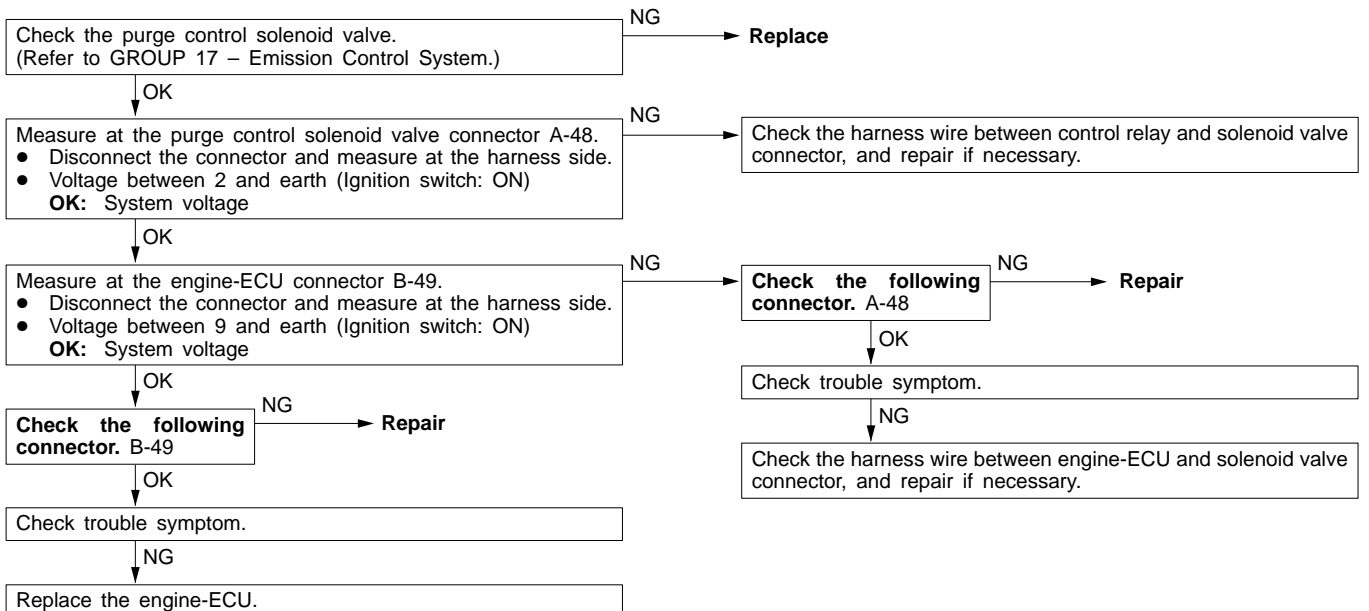 Check the purge control solenoid valve.
(Refer to GROUP 17 – Emission Control System.)
NG
Replace
OK
Measure at the purge control solenoid valve connector A-48.
● Disconnect the connector and measure at the harness side.
● Voltage between 2 and earth (Ignition switch: ON)
OK: System voltage
NG
Check the harness wire between control relay and solenoid valve
connector, and repair if necessary.
OK
Measure at the engine-ECU connector B-49.
● Disconnect the connector and measure at the harness side.
● Voltage between 9 and earth (Ignition switch: ON)
OK: System voltage
NG
Check the following
connector. A-48
NG
Repair
OK
Check trouble symptom.
NG
Check the harness wire between engine-ECU and solenoid valve
connector, and repair if necessary.
OK
Check the following
connector. B-49
NG
Repair
OK
Check trouble symptom.
NG
Replace the engine-ECU.